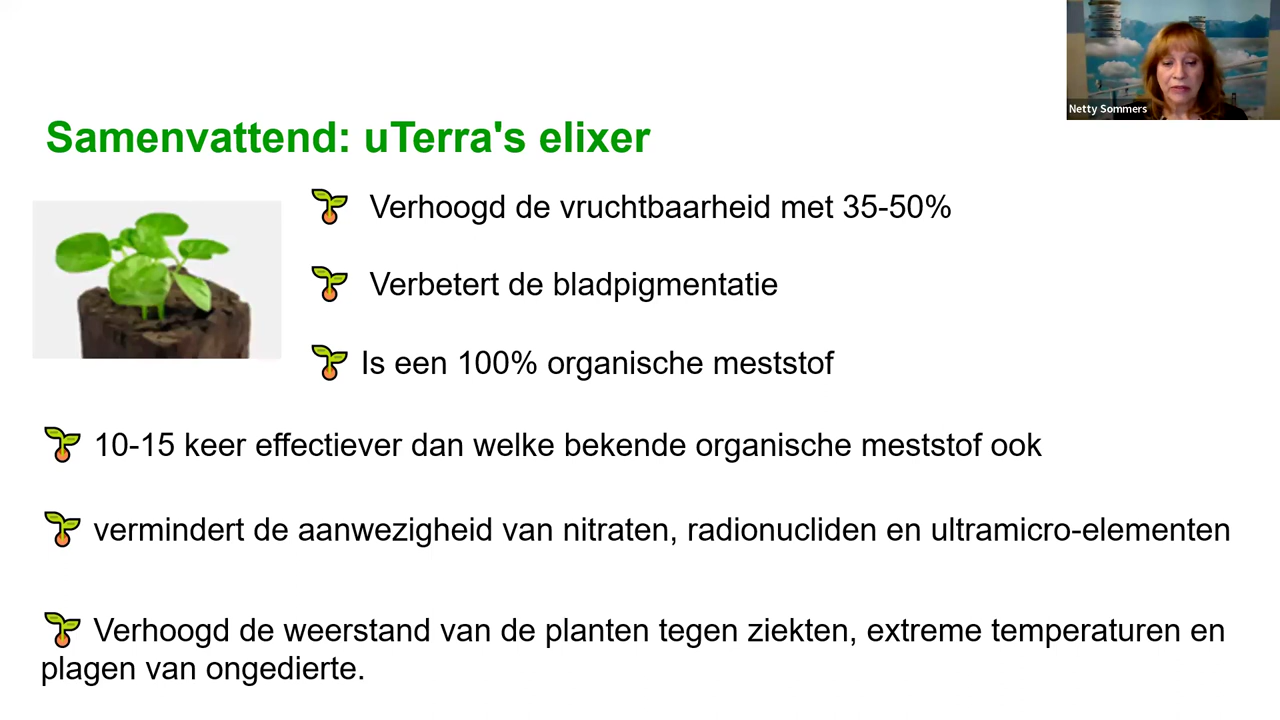 Netty Sommers
Samenvattend: uTerra's elixer
Verhoogd de vruchtbaarheid met 35-50%
Verbetert de bladpigmentatie
Is een 100% organische meststof
10-15 keer effectiever dan welke bekende organische meststof ook
vermindert de aanwezigheid van nitraten, radionucliden en ultramicro-elementen
Verhoogd de weerstand van de planten tegen ziekten, extreme temperaturen en
plagen van ongedierte.